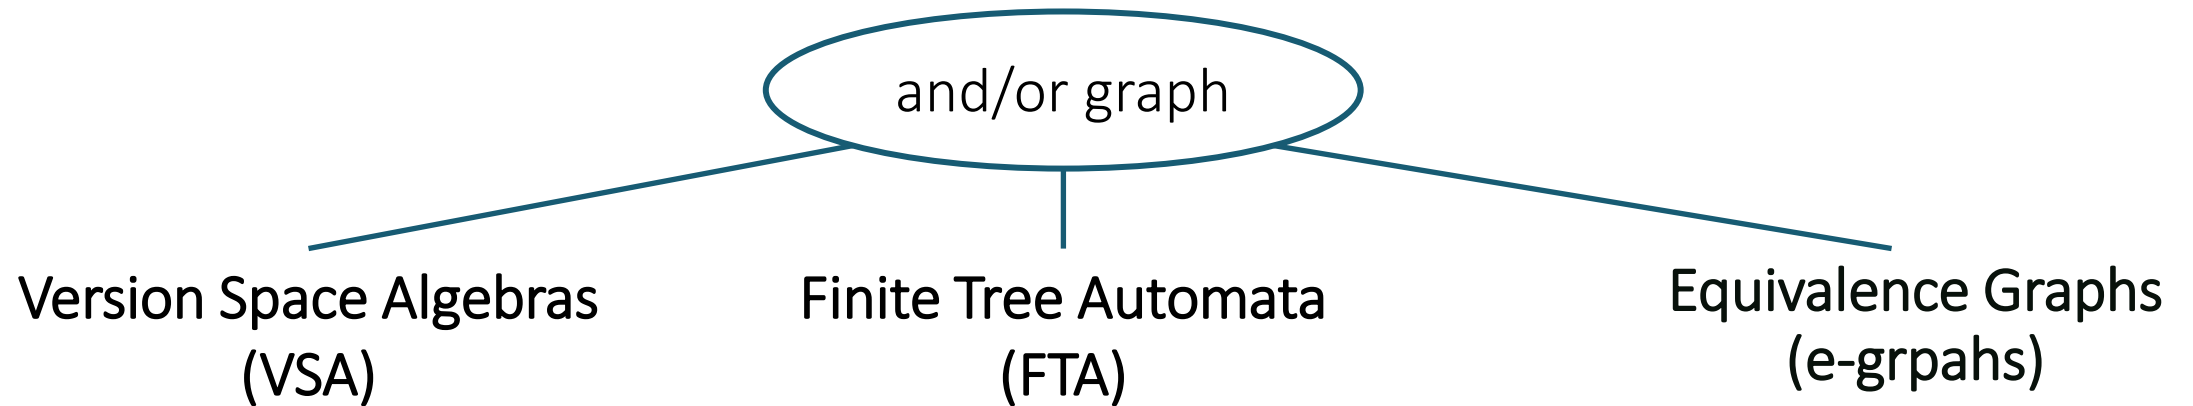 and/or graph
Version Space Algebras
(VSA)
Finite Tree Automata
(FTA)
Equivalence Graphs
(e-grpahs)